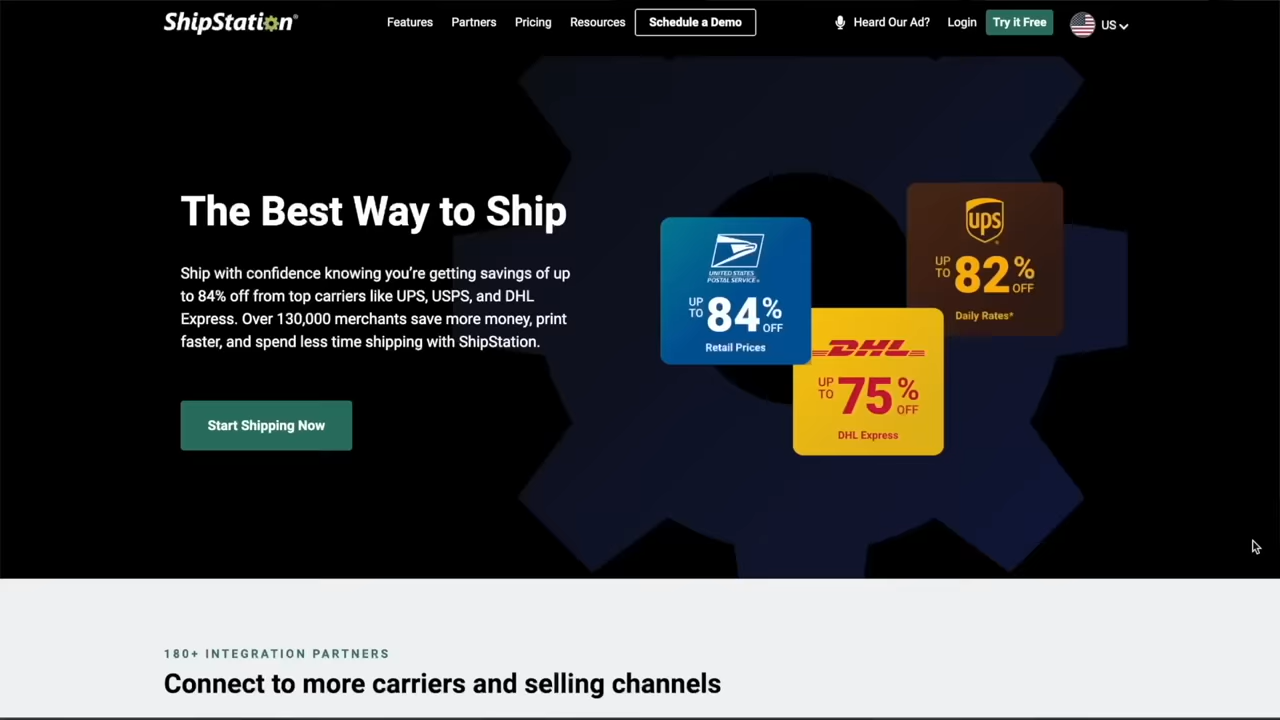 ShipStation®
Features
Partners
Pricing
Resources
Schedule a Demo
Heard Our Ad?
Login
Try it Free
US
The Best Way to Ship
Ship with confidence knowing you’re getting savings of up
to 84% off from top carriers like UPS, USPS, and DHL
Express. Over 130,000 merchants save more money, print
faster, and spend less time shipping with ShipStation.
Start Shipping Now
UNITED STATES
POSTAL SERVICE®
UP
TO
84%
OFF
Retail Prices
DHL
UP
TO
75%
OFF
DHL Express
ups
UP
TO
82%
OFF
Daily Rates*
180+ INTEGRATION PARTNERS
Connect to more carriers and selling channels